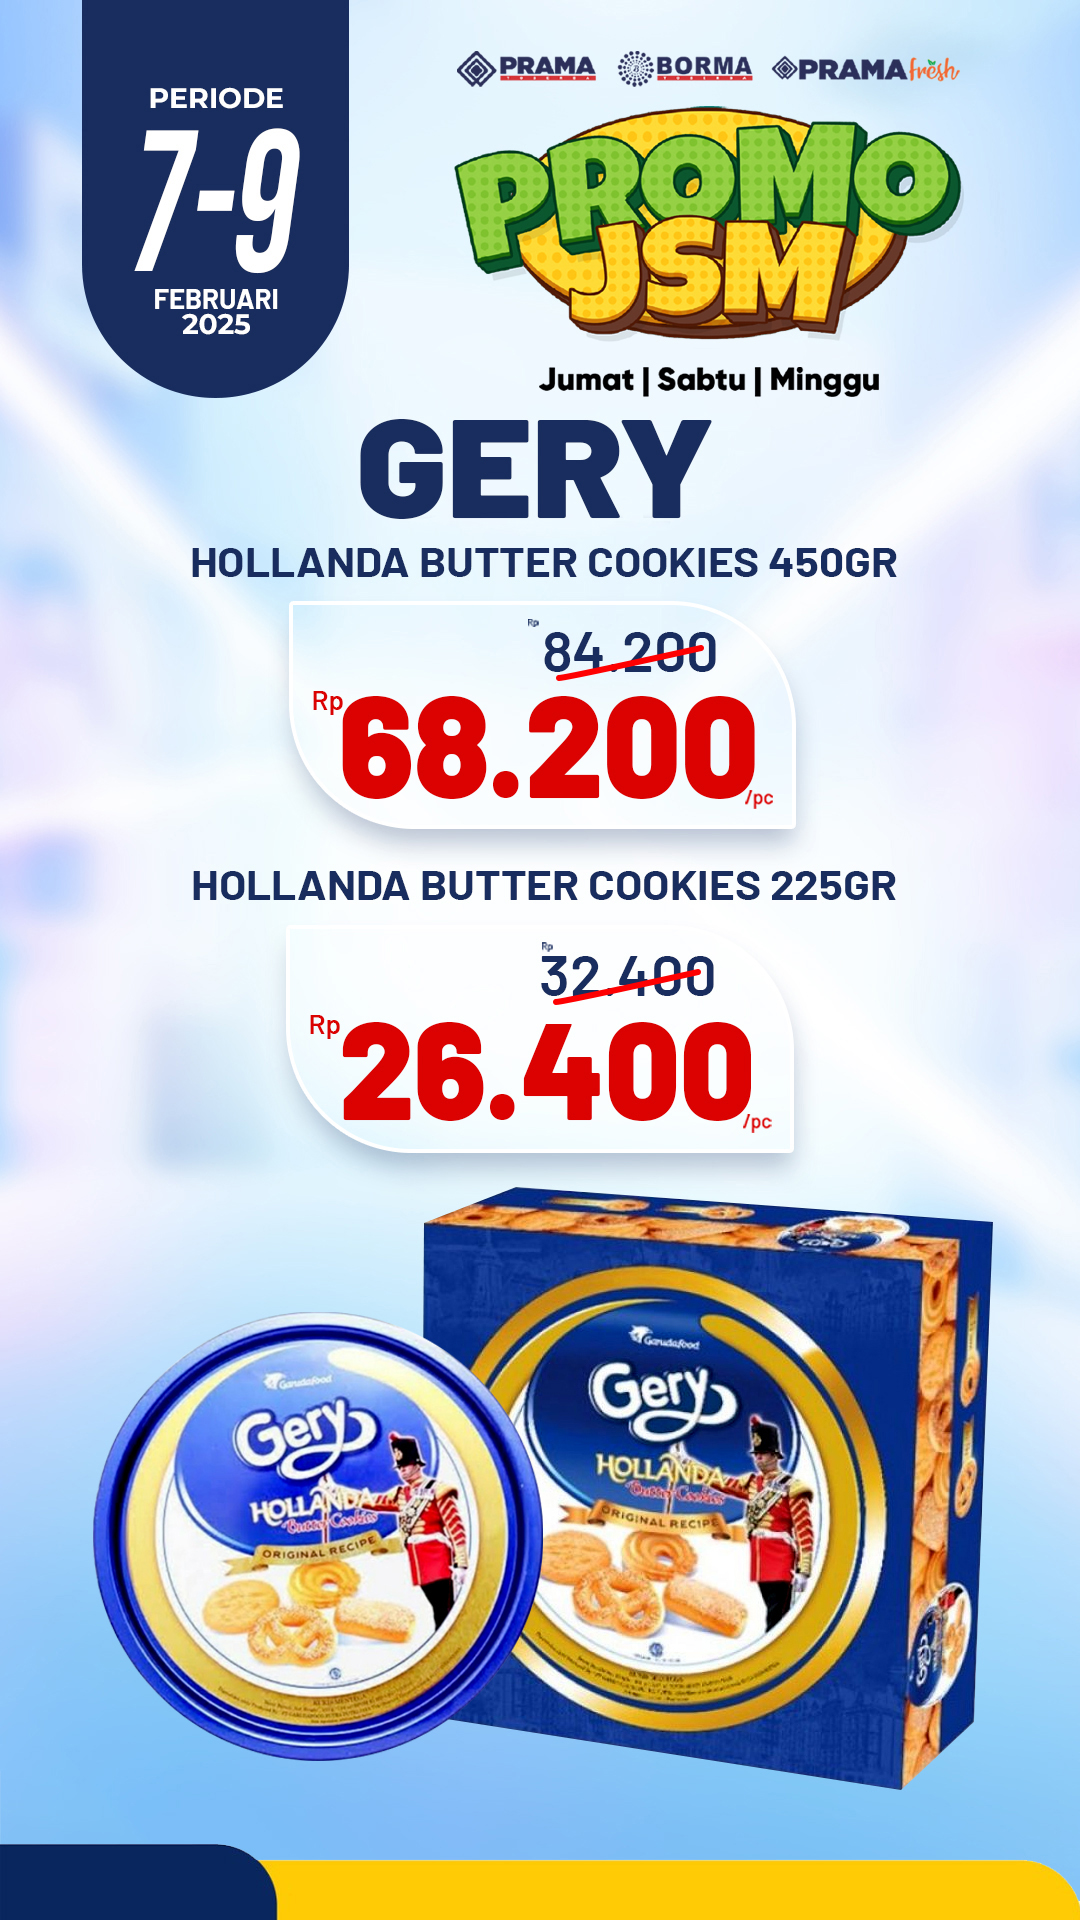 PERIODE
7-9
FEBRUARI
2025
PRAMA
BORMA
PRAMA fresh
PROMO
JSM
Jumat | Sabtu | Minggu
GERY
HOLLANDA BUTTER COOKIES 450GR
Rp 84.200
Rp 68.200 /pc
HOLLANDA BUTTER COOKIES 225GR
Rp 32.400
Rp 26.400 /pc
Garudafood
Gery
HOLLANDA
Butter Cookies
ORIGINAL RECIPE
Garudafood
Gery
HOLLANDA
Butter Cookies
ORIGINAL RECIPE
Gery